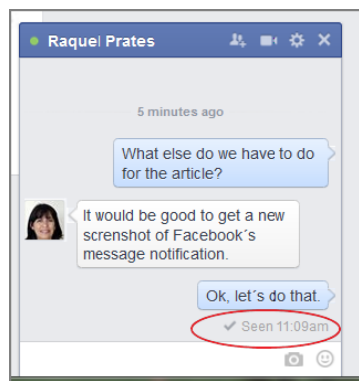 Raquel Prates
5 minutes ago
What else do we have to do
for the article?
It would be good to get a new
screnshot of Facebook´s
message notification.
Ok, let´s do that.
Seen 11:09am